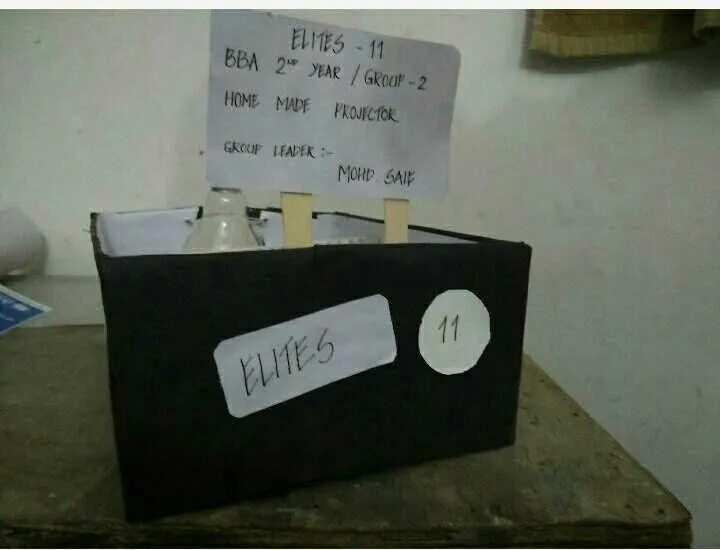 ELITES - 11
BBA 2ND YEAR / GROUP - 2
HOME MADE PROJECTOR
GROUP LEADER :-
MOHD. SAIF
ELITES
11